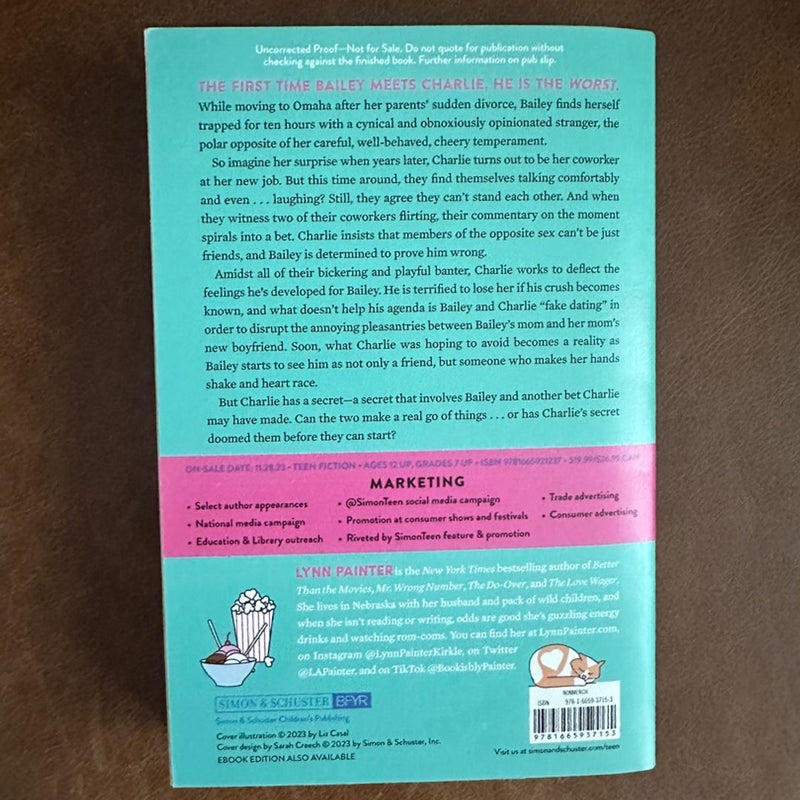 Uncorrected Proof—Not for Sale. Do not quote for publication without
checking against the finished book. Further information on pub slip.
THE FIRST TIME BAILEY MEETS CHARLIE, HE IS THE WORST.
While moving to Omaha after her parents' sudden divorce, Bailey finds herself
trapped for ten hours with a cynical and obnoxiously opinionated stranger, the
polar opposite of her careful, well-behaved, cheery temperament.
So imagine her surprise when years later, Charlie turns out to be her coworker
at her new job. But this time around, they find themselves talking comfortably
and even . . . laughing? Still, they agree they can't stand each other. And when
they witness two of their coworkers flirting, their commentary on the moment
spirals into a bet. Charlie insists that members of the opposite sex can't be just
friends, and Bailey is determined to prove him wrong.
Amidst all of their bickering and playful banter, Charlie works to deflect the
feelings he's developed for Bailey. He is terrified to lose her if his crush becomes
known, and what doesn't help his agenda is Bailey and Charlie "fake dating" in
order to disrupt the annoying pleasantries between Bailey's mom and her mom's
new boyfriend. Soon, what Charlie was hoping to avoid becomes a reality as
Bailey starts to see him as not only a friend, but someone who makes her hands
shake and heart race.
But Charlie has a secret—a secret that involves Bailey and another bet Charlie
may have made. Can the two make a real go of things . . . or has Charlie's secret
doomed them before they can start?
ON-SALE DATE: 11.28.23 • TEEN FICTION • AGES 12 UP, GRADES 7 UP • ISBN 9781665921237 • $19.99/$26.99 CAN
MARKETING
• Select author appearances
• National media campaign
• Education & Library outreach
• @SimonTeen social media campaign
• Promotion at consumer shows and festivals
• Riveted by SimonTeen feature & promotion
• Trade advertising
• Consumer advertising
LYNN PAINTER is the New York Times bestselling author of Better
Than the Movies, Mr. Wrong Number, The Do-Over, and The Love Wager.
She lives in Nebraska with her husband and pack of wild children, and
when she isn't reading or writing, odds are good she's guzzling energy
drinks and watching rom-coms. You can find her at LynnPainter.com,
on Instagram @LynnPainterKirkle, on Twitter
@LAPainter, and on TikTok @BookishlyPainter.
SIMON & SCHUSTER BFYR
Simon & Schuster Children's Publishing
Cover illustration © 2023 by Liz Casal
Cover design by Sarah Creech © 2023 by Simon & Schuster, Inc.
EBOOK EDITION ALSO AVAILABLE
NONMERCH
ISBN 978-1-6659-3715-3
9781665937153
Visit us at simonandschuster.com/teen